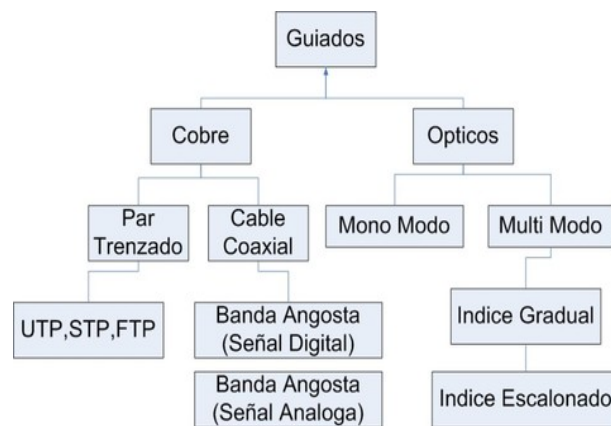 Guiados
Cobre
Opticos
Par
Trenzado
Cable
Coaxial
Mono Modo
Multi Modo
UTP,STP,FTP
Banda Angosta
(Señal Digital)
Indice Gradual
Banda Angosta
(Señal Analoga)
Indice Escalonado